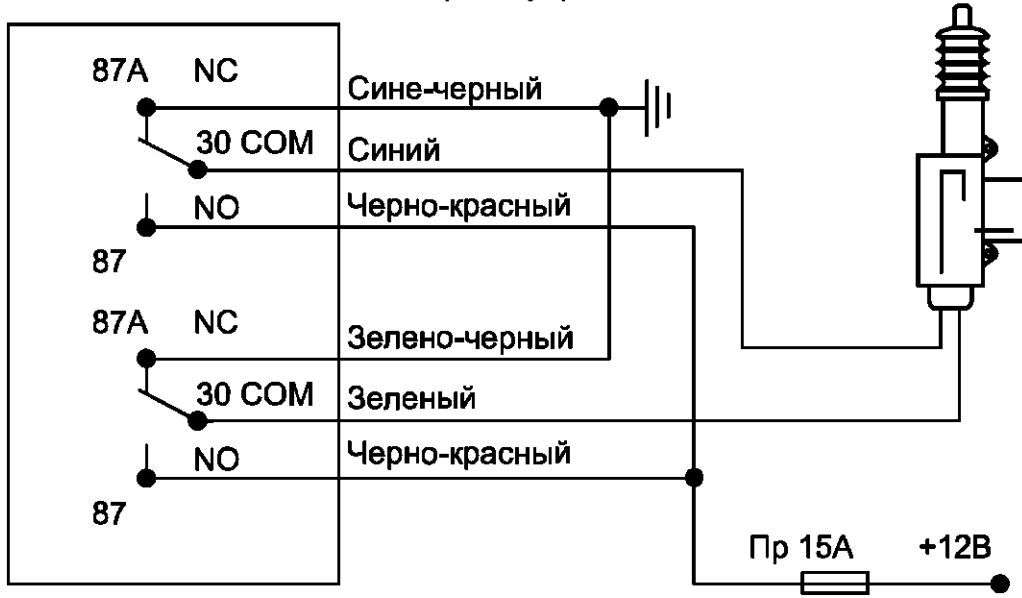 87A NC
Сине-черный
30 COM
Синий
NO
Черно-красный
87
87A NC
Зелено-черный
30 COM
Зеленый
NO
Черно-красный
87
Пр 15А +12В